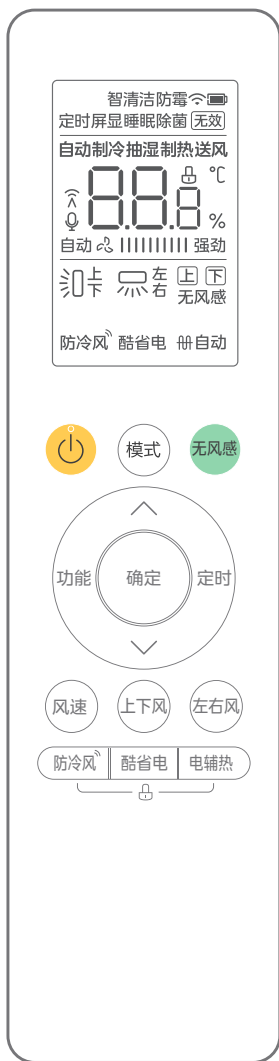 智清洁防霉
定时屏显睡眠除菌 无效
自动制冷抽湿制热送风
88.8 ℃
%
自动 强劲
上下 左右 上 下
无风感
防冷风 酷省电 自动
模式 无风感
功能 确定 定时
风速 上下风 左右风
防冷风 酷省电 电辅热